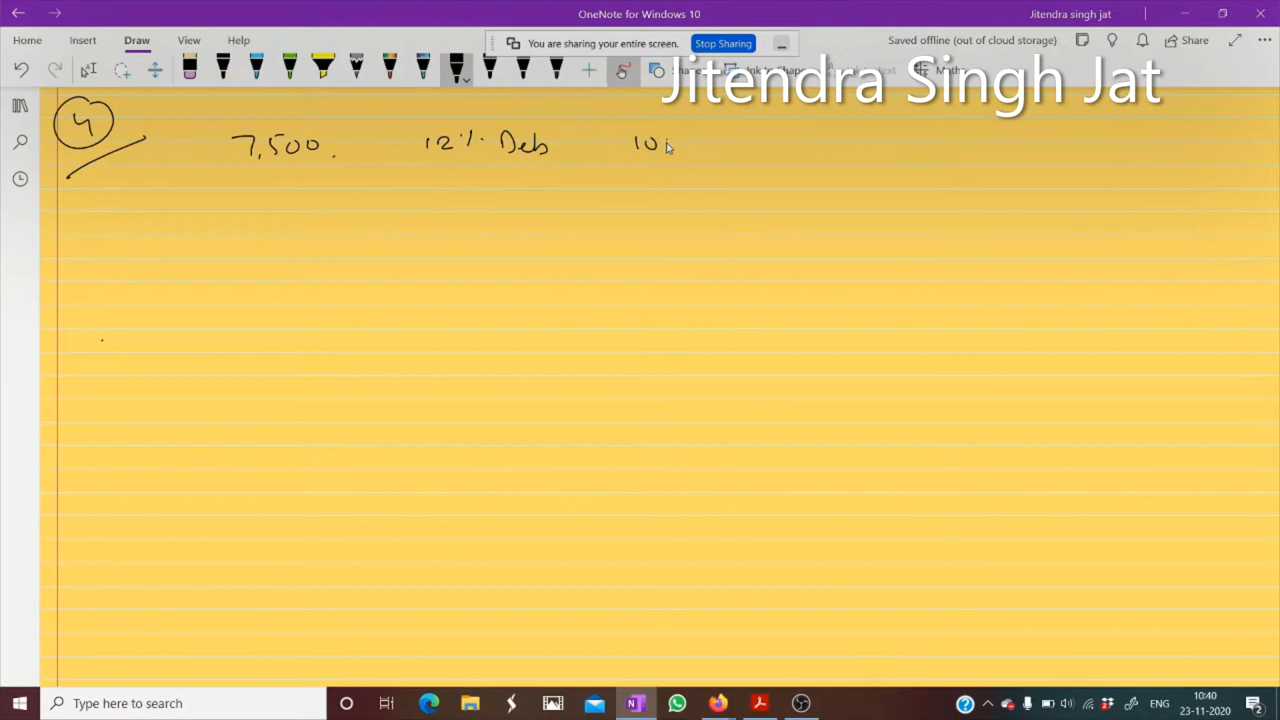 OneNote for Windows 10
Jitendra singh jat
Home Insert Draw View Help
You are sharing your entire screen. Stop Sharing
Saved offline (out of cloud storage)
Share
Jitendra Singh Jat
4
7,500. 12% Deb 10
Type here to search
ENG
10:40
23-11-2020
2